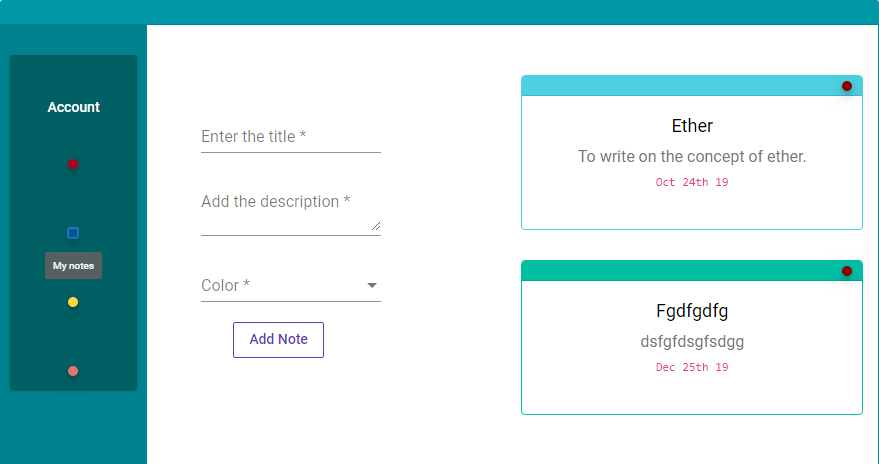 Account
My notes
Enter the title *
Add the description *
Color *
Add Note
Ether
To write on the concept of ether.
Oct 24th 19
Fgdfgdfg
dsfgfdsgfsdgg
Dec 25th 19